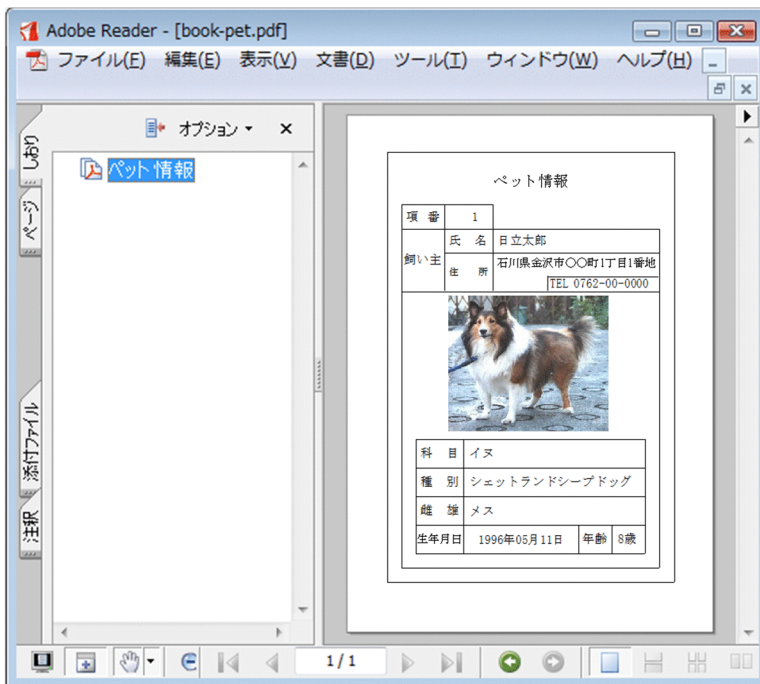 Adobe Reader - [book-pet.pdf]
ファイル(F) 編集(E) 表示(V) 文書(D) ツール(T) ウィンドウ(W) ヘルプ(H)
オプション
しおり
ページ
添付ファイル
注釈
ペット情報
ペット情報
項 番 1
飼い主 氏 名 日立太郎
住 所 石川県金沢市〇〇町1丁目1番地
TEL 0762-00-0000
科 目 イヌ
種 別 シェットランドシープドッグ
雌 雄 メス
生年月日 1996年05月11日 年齢 8歳
1/1